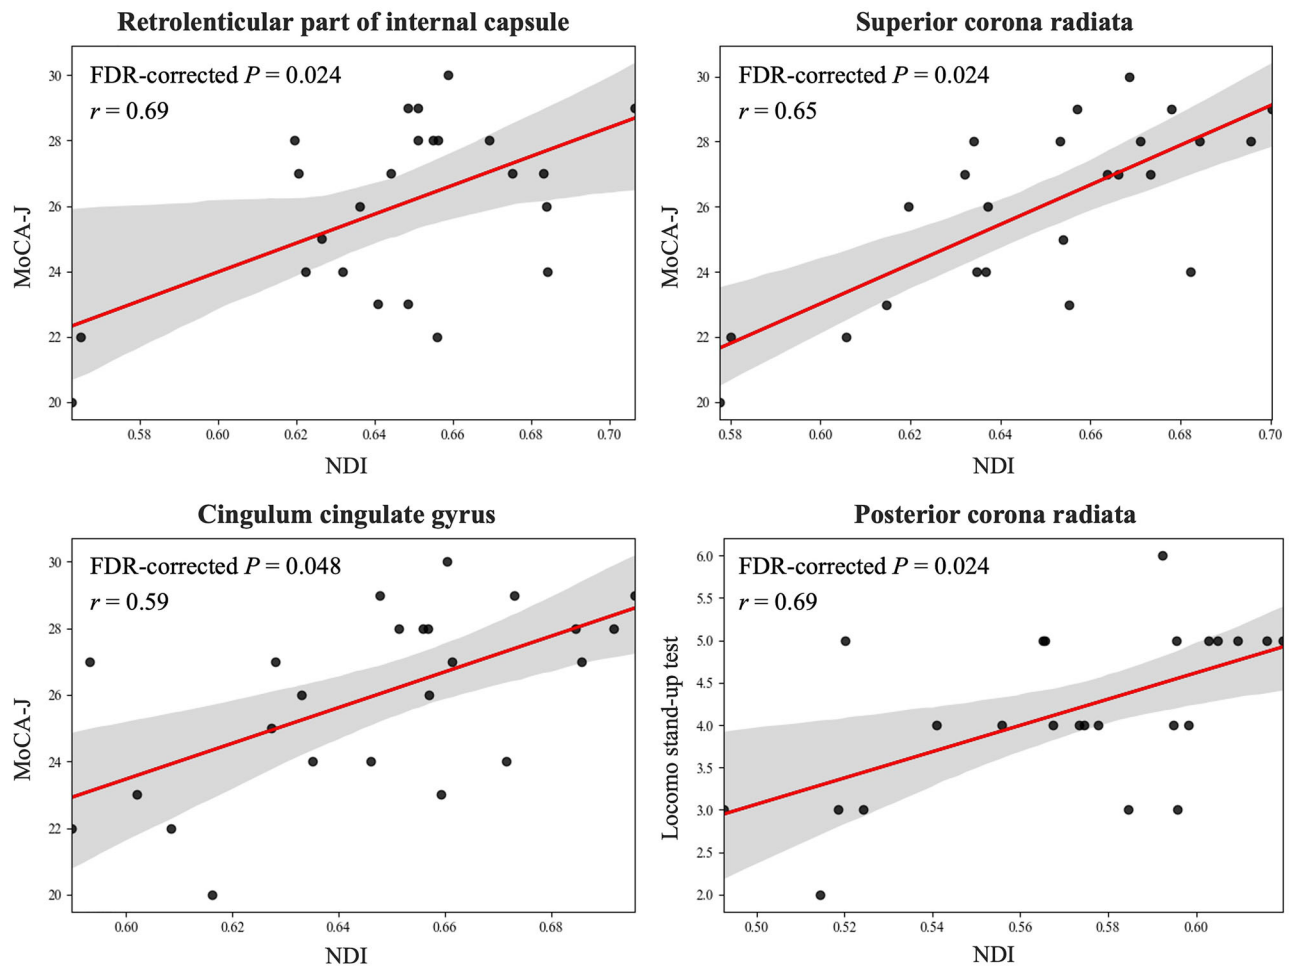 Retrolenticular part of internal capsule
FDR-corrected P = 0.024
r = 0.69
30
28
26
24
22
20
MoCA-J
0.58 0.60 0.62 0.64 0.66 0.68 0.70
NDI
Superior corona radiata
FDR-corrected P = 0.024
r = 0.65
30
28
26
24
22
20
MoCA-J
0.58 0.60 0.62 0.64 0.66 0.68 0.70
NDI
Cingulum cingulate gyrus
FDR-corrected P = 0.048
r = 0.59
30
28
26
24
22
20
MoCA-J
0.60 0.62 0.64 0.66 0.68
NDI
Posterior corona radiata
FDR-corrected P = 0.024
r = 0.69
6.0
5.5
5.0
4.5
4.0
3.5
3.0
2.5
2.0
Locomo stand-up test
0.50 0.52 0.54 0.56 0.58 0.60
NDI